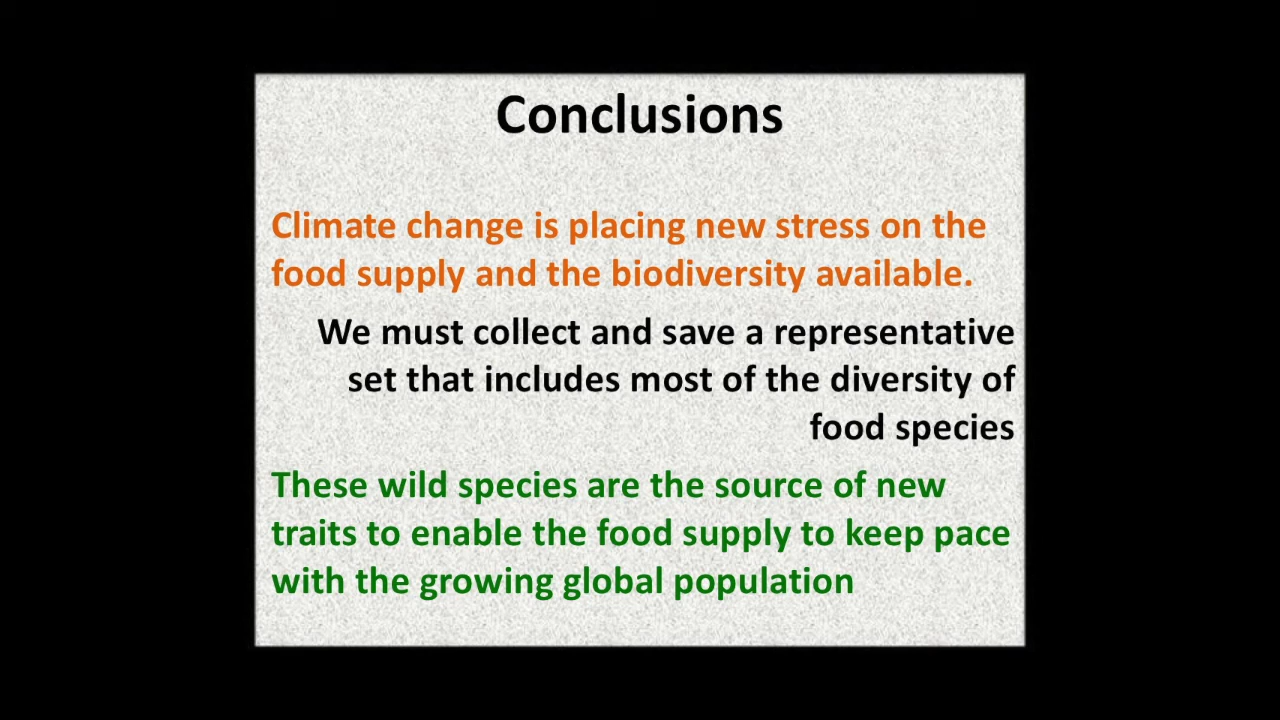 Conclusions
Climate change is placing new stress on the
food supply and the biodiversity available.
We must collect and save a representative
set that includes most of the diversity of
food species
These wild species are the source of new
traits to enable the food supply to keep pace
with the growing global population